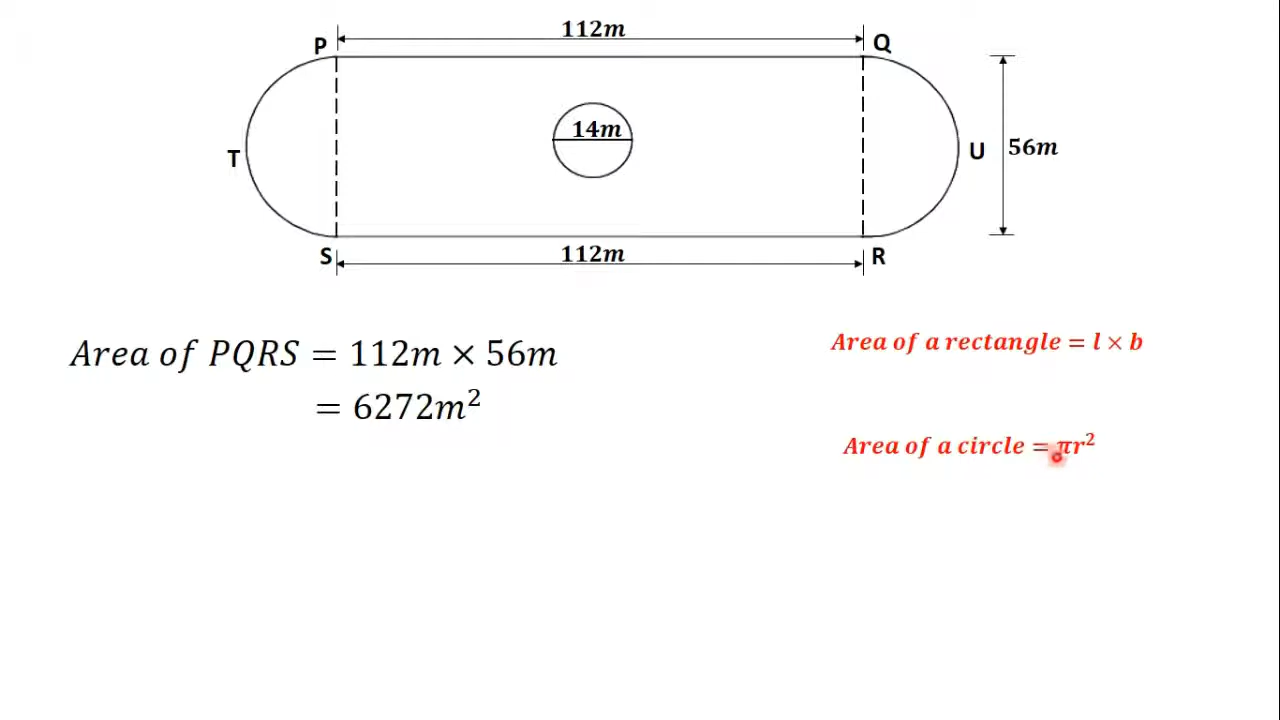 112m
P
Q
14m
T
U
56m
S
112m
R
Area of PQRS = 112m × 56m
= 6272m²
Area of a rectangle = l × b
Area of a circle = πr²